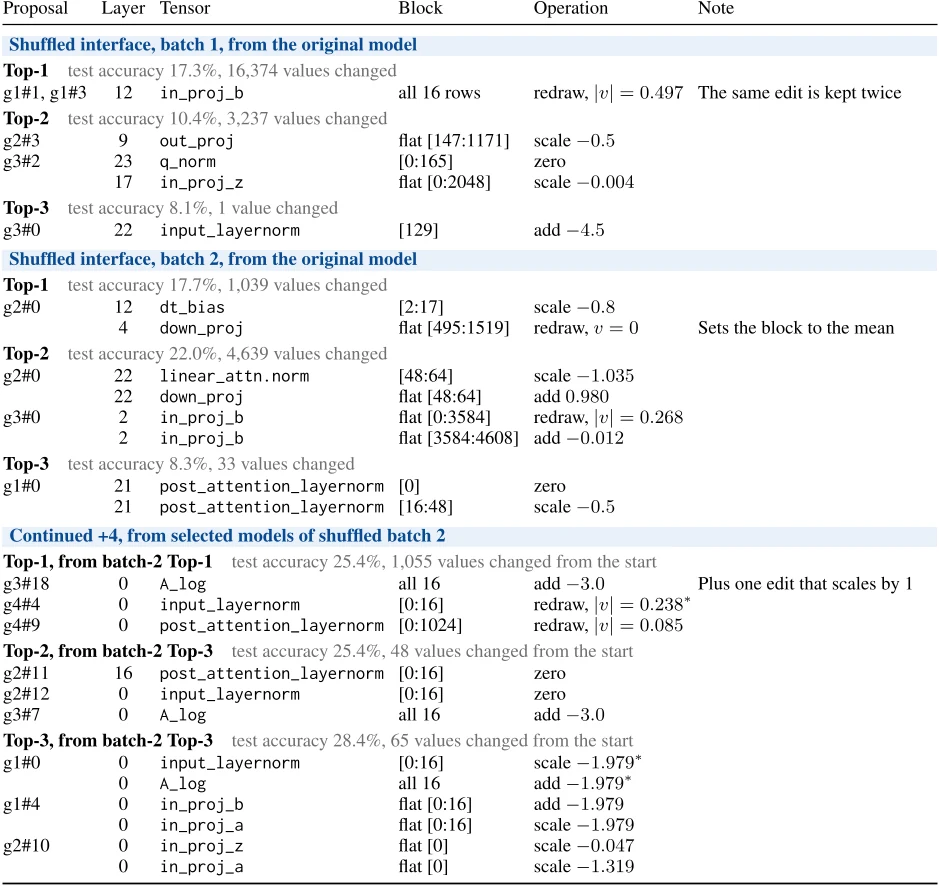 Proposal Layer Tensor Block Operation Note
Shuffled interface, batch 1, from the original model
Top-1 test accuracy 17.3%, 16,374 values changed
g1#1, g1#3 12 in_proj_b all 16 rows redraw, |v| = 0.497 The same edit is kept twice
Top-2 test accuracy 10.4%, 3,237 values changed
g2#3 9 out_proj flat [147:1171] scale −0.5
g3#2 23 q_norm [0:165] zero
17 in_proj_z flat [0:2048] scale −0.004
Top-3 test accuracy 8.1%, 1 value changed
g3#0 22 input_layernorm [129] add −4.5
Shuffled interface, batch 2, from the original model
Top-1 test accuracy 17.7%, 1,039 values changed
g2#0 12 dt_bias [2:17] scale −0.8
4 down_proj flat [495:1519] redraw, v = 0 Sets the block to the mean
Top-2 test accuracy 22.0%, 4,639 values changed
g2#0 22 linear_attn.norm [48:64] scale −1.035
22 down_proj flat [48:64] add 0.980
g3#0 2 in_proj_b flat [0:3584] redraw, |v| = 0.268
2 in_proj_b flat [3584:4608] add −0.012
Top-3 test accuracy 8.3%, 33 values changed
g1#0 21 post_attention_layernorm [0] zero
21 post_attention_layernorm [16:48] scale −0.5
Continued +4, from selected models of shuffled batch 2
Top-1, from batch-2 Top-1 test accuracy 25.4%, 1,055 values changed from the start
g3#18 0 A_log all 16 add −3.0 Plus one edit that scales by 1
g4#4 0 input_layernorm [0:16] redraw, |v| = 0.238*
g4#9 0 post_attention_layernorm [0:1024] redraw, |v| = 0.085
Top-2, from batch-2 Top-3 test accuracy 25.4%, 48 values changed from the start
g2#11 16 post_attention_layernorm [0:16] zero
g2#12 0 input_layernorm [0:16] zero
g3#7 0 A_log all 16 add −3.0
Top-3, from batch-2 Top-3 test accuracy 28.4%, 65 values changed from the start
g1#0 0 input_layernorm [0:16] scale −1.979*
0 A_log all 16 add −1.979*
g1#4 0 in_proj_b flat [0:16] add −1.979
0 in_proj_a flat [0:16] scale −1.979
g2#10 0 in_proj_z flat [0] scale −0.047
0 in_proj_a flat [0] scale −1.319